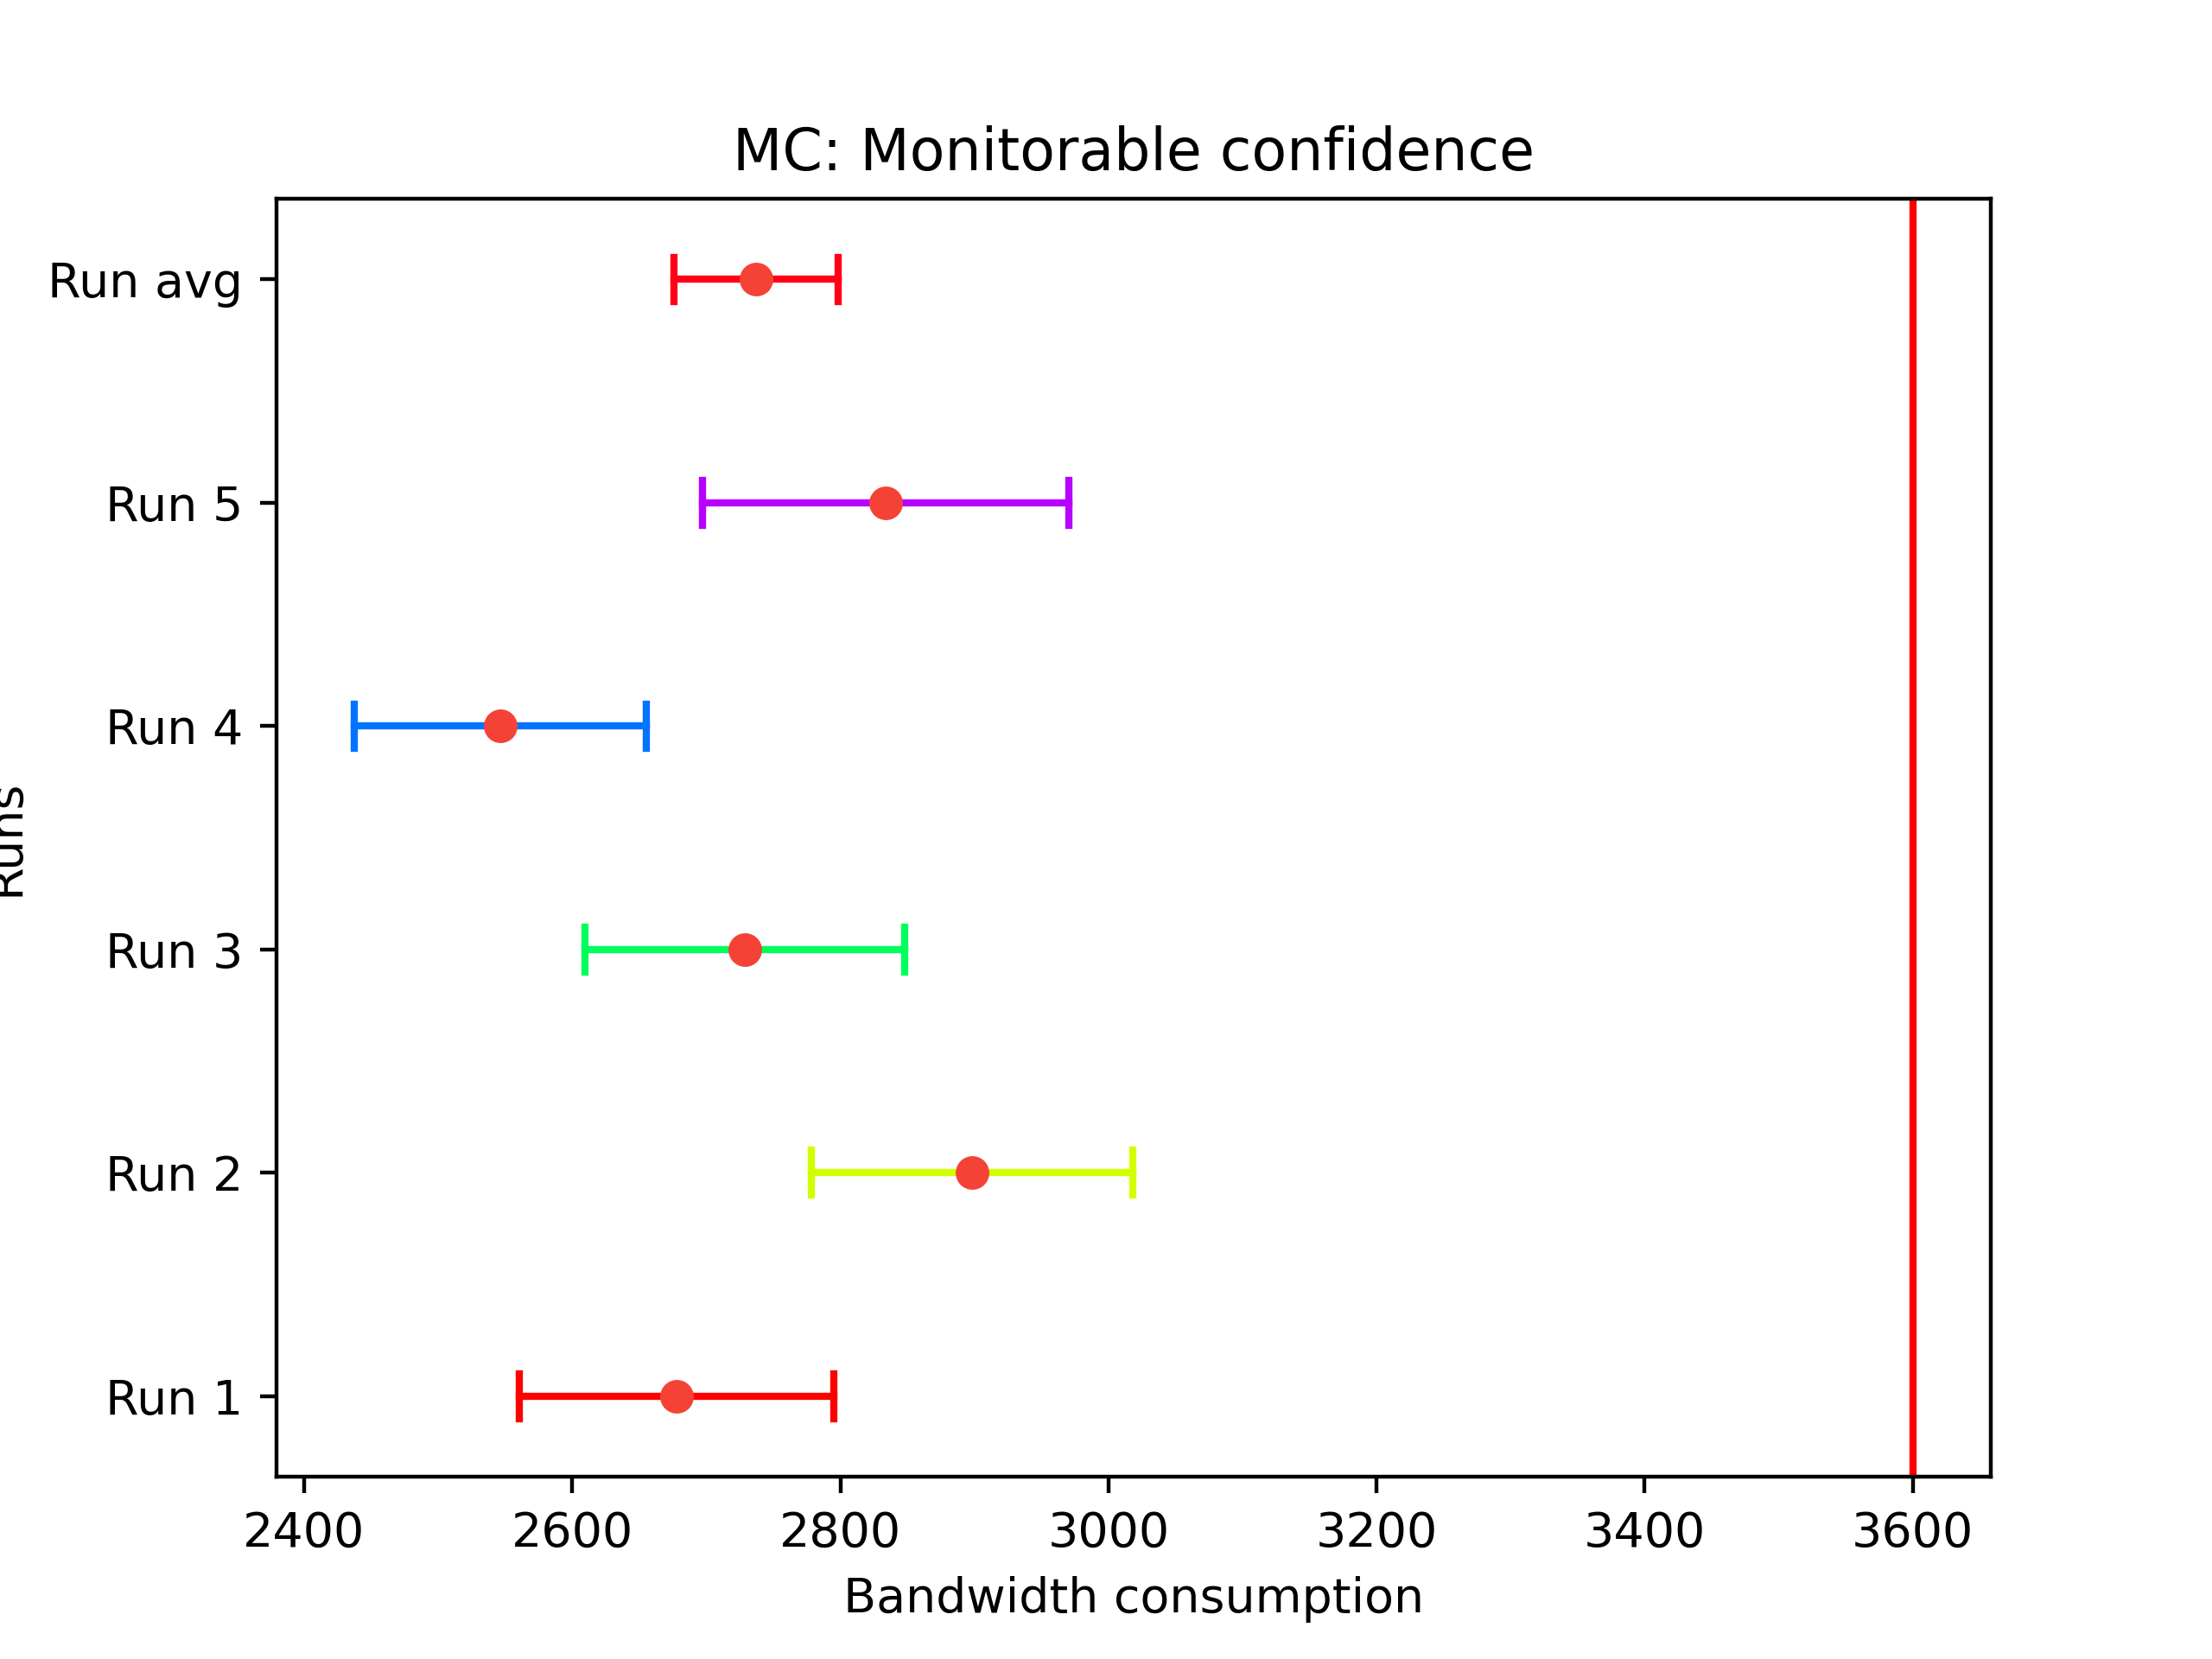 MC: Monitorable confidence
Run avg
Run 5
Run 4
Runs
Run 3
Run 2
Run 1
2400 2600 2800 3000 3200 3400 3600
Bandwidth consumption